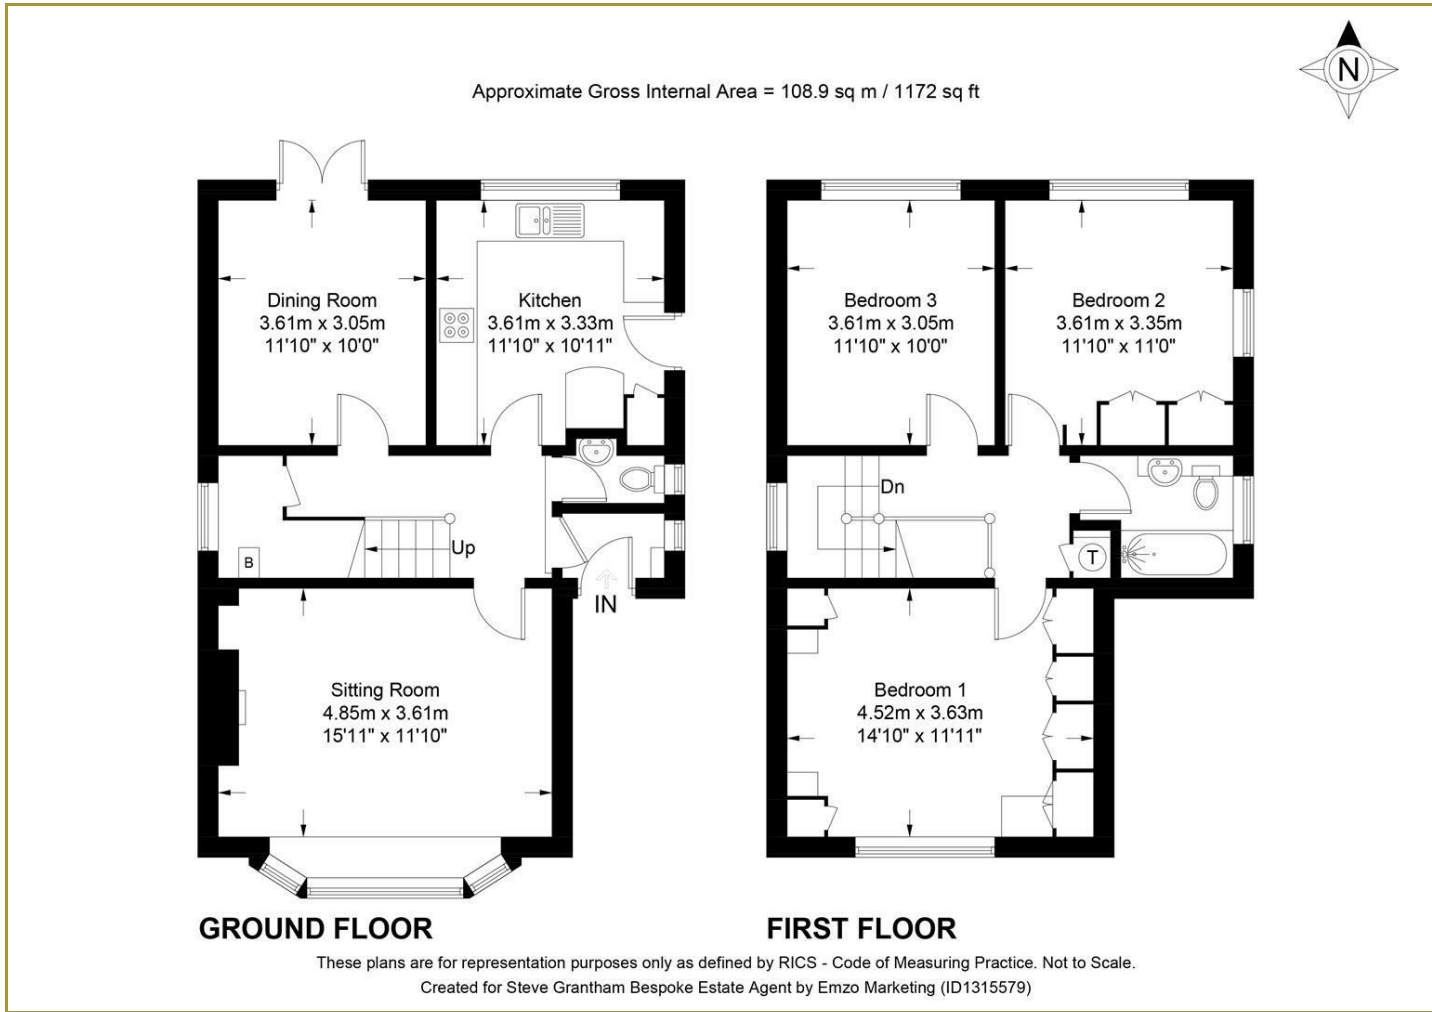 N
Approximate Gross Internal Area = 108.9 sq m / 1172 sq ft
Dining Room
3.61m x 3.05m
11'10" x 10'0"
Kitchen
3.61m x 3.33m
11'10" x 10'11"
Up
B
IN
Sitting Room
4.85m x 3.61m
15'11" x 11'10"
GROUND FLOOR
Bedroom 3
3.61m x 3.05m
11'10" x 10'0"
Bedroom 2
3.61m x 3.35m
11'10" x 11'0"
Dn
T
Bedroom 1
4.52m x 3.63m
14'10" x 11'11"
FIRST FLOOR
These plans are for representation purposes only as defined by RICS - Code of Measuring Practice. Not to Scale.
Created for Steve Grantham Bespoke Estate Agent by Emzo Marketing (ID1315579)